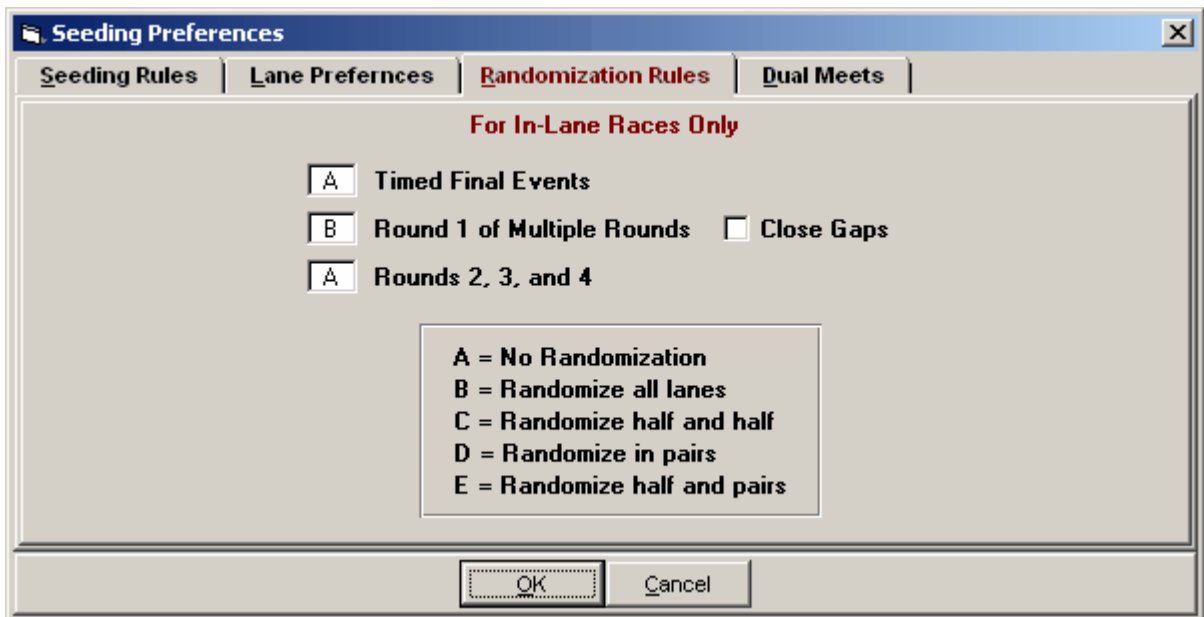 Seeding Preferences
Seeding Rules Lane Prefernces Randomization Rules Dual Meets
For In-Lane Races Only
A Timed Final Events
B Round 1 of Multiple Rounds Close Gaps
A Rounds 2, 3, and 4
A = No Randomization
B = Randomize all lanes
C = Randomize half and half
D = Randomize in pairs
E = Randomize half and pairs
OK Cancel